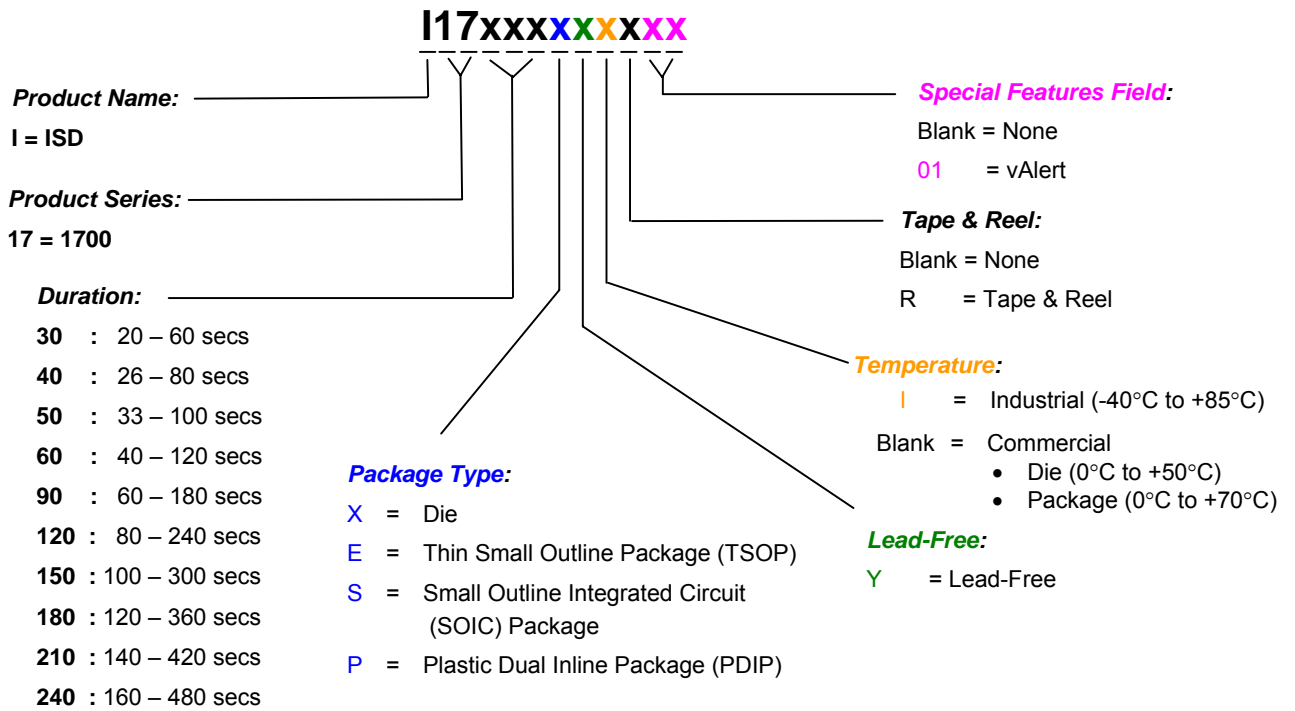 I17xxxxxxxxx
Product Name:
I = ISD
Product Series:
17 = 1700
Duration:
30 : 20 – 60 secs
40 : 26 – 80 secs
50 : 33 – 100 secs
60 : 40 – 120 secs
90 : 60 – 180 secs
120 : 80 – 240 secs
150 : 100 – 300 secs
180 : 120 – 360 secs
210 : 140 – 420 secs
240 : 160 – 480 secs
Package Type:
X = Die
E = Thin Small Outline Package (TSOP)
S = Small Outline Integrated Circuit
(SOIC) Package
P = Plastic Dual Inline Package (PDIP)
Special Features Field:
Blank = None
01 = vAlert
Tape & Reel:
Blank = None
R = Tape & Reel
Temperature:
I = Industrial (-40°C to +85°C)
Blank = Commercial
• Die (0°C to +50°C)
• Package (0°C to +70°C)
Lead-Free:
Y = Lead-Free